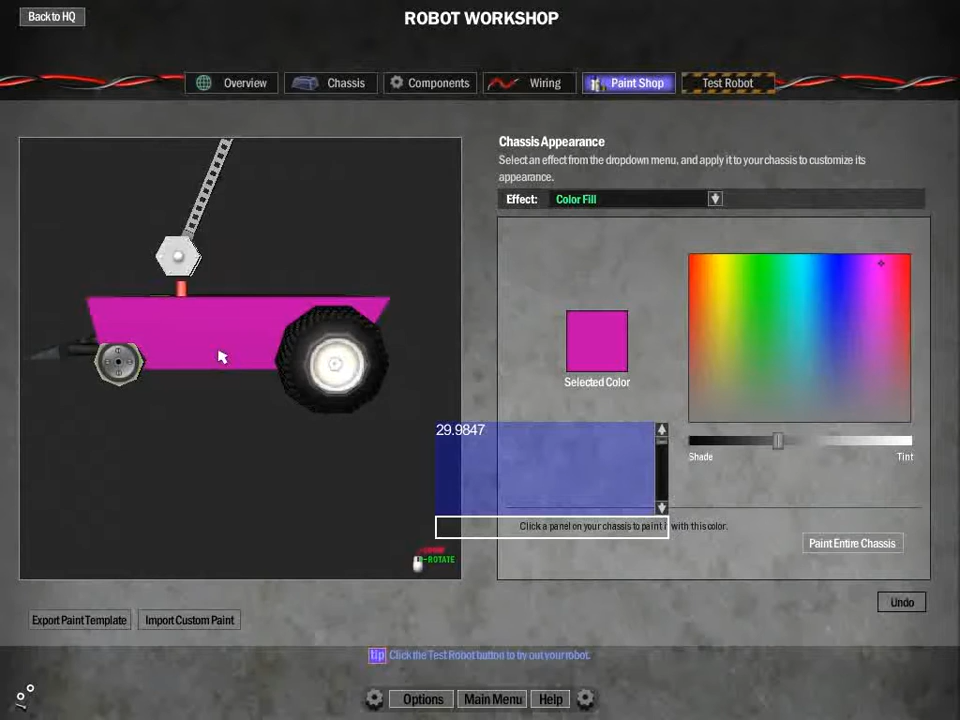 Back to HQ
ROBOT WORKSHOP
Overview
Chassis
Components
Wiring
Paint Shop
Test Robot
Chassis Appearance
Select an effect from the dropdown menu, and apply it to your chassis to customize its
appearance.
Effect: Color Fill
Selected Color
Shade
Tint
29.9847
Click a panel on your chassis to paint it with this color.
Paint Entire Chassis
-ROTATE
Undo
Export Paint Template
Import Custom Paint
tip Click the Test Robot button to try out your robot.
Options
Main Menu
Help